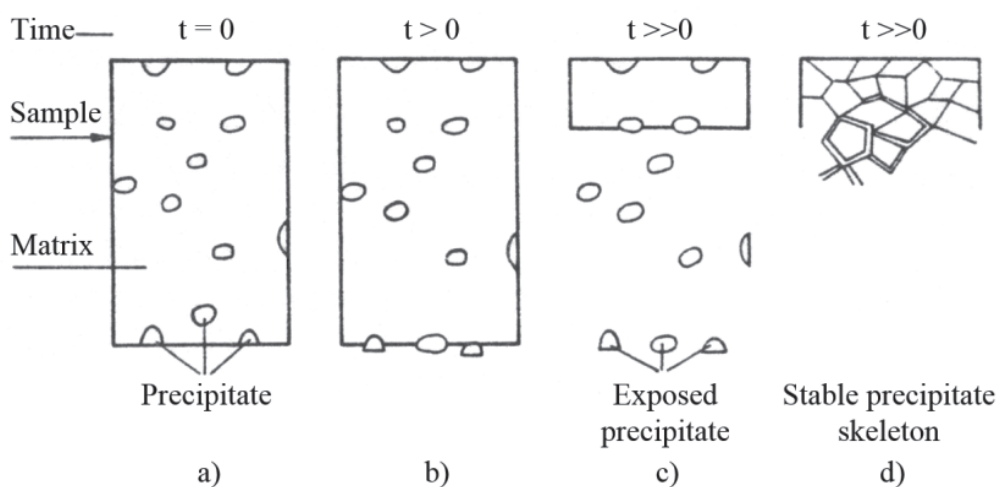 Time t = 0 t > 0 t >>0 t >>0
Sample
Matrix
Precipitate
Exposed
precipitate
Stable precipitate
skeleton
a) b) c) d)